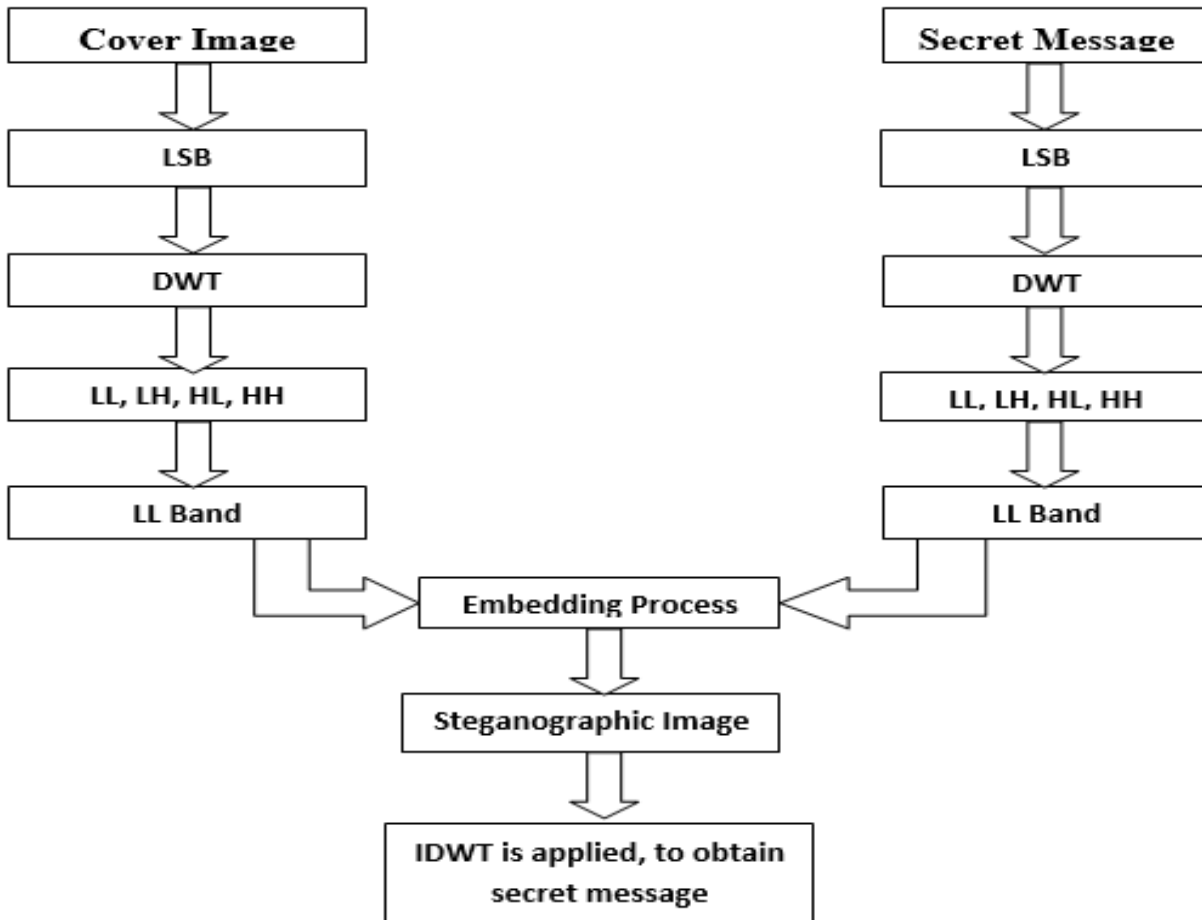 Cover Image
Secret Message
LSB
LSB
DWT
DWT
LL, LH, HL, HH
LL, LH, HL, HH
LL Band
LL Band
Embedding Process
Steganographic Image
IDWT is applied, to obtain
secret message